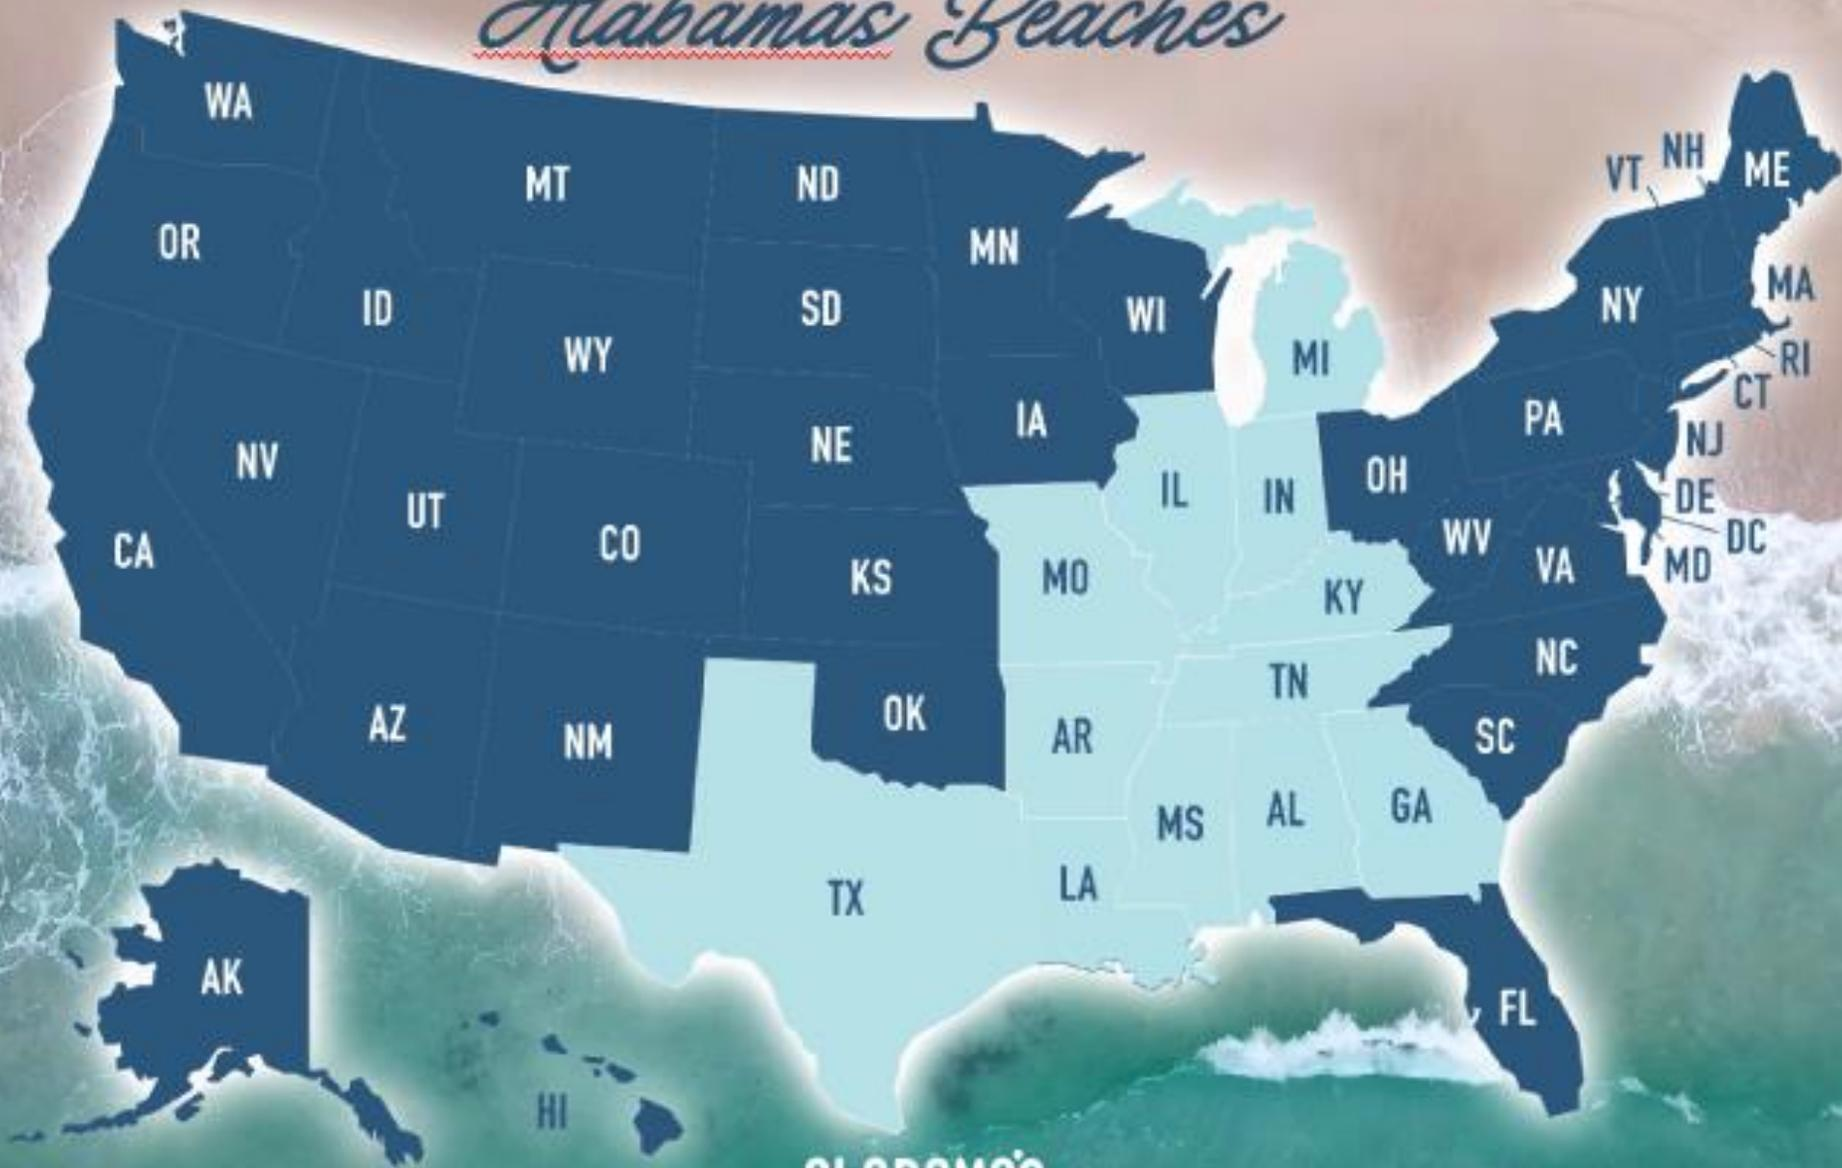 Alabamas Beaches
WA
MT
ND
MN
VT
NH
ME
OR
ID
SD
WI
MI
NY
MA
RI
CT
WY
IA
PA
NJ
NV
UT
NE
IL
IN
OH
DE
DC
MD
CA
CO
KS
MO
KY
WV
VA
NC
TN
AZ
NM
OK
AR
SC
MS
AL
GA
TX
LA
AK
FL
HI